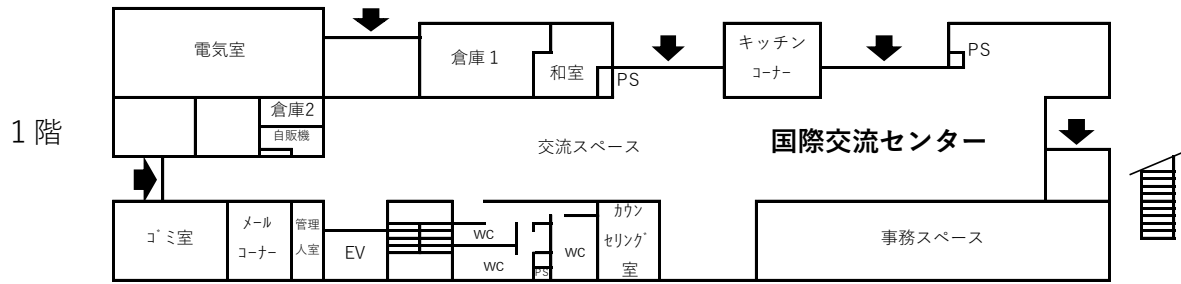 1階
電気室
倉庫1
和室
PS
キッチン
コーナー
PS
倉庫2
自販機
交流スペース
国際交流センター
ゴミ室
メール
コーナー
管理
人室
EV
WC
WC
PS
WC
カウン
セリング
室
事務スペース